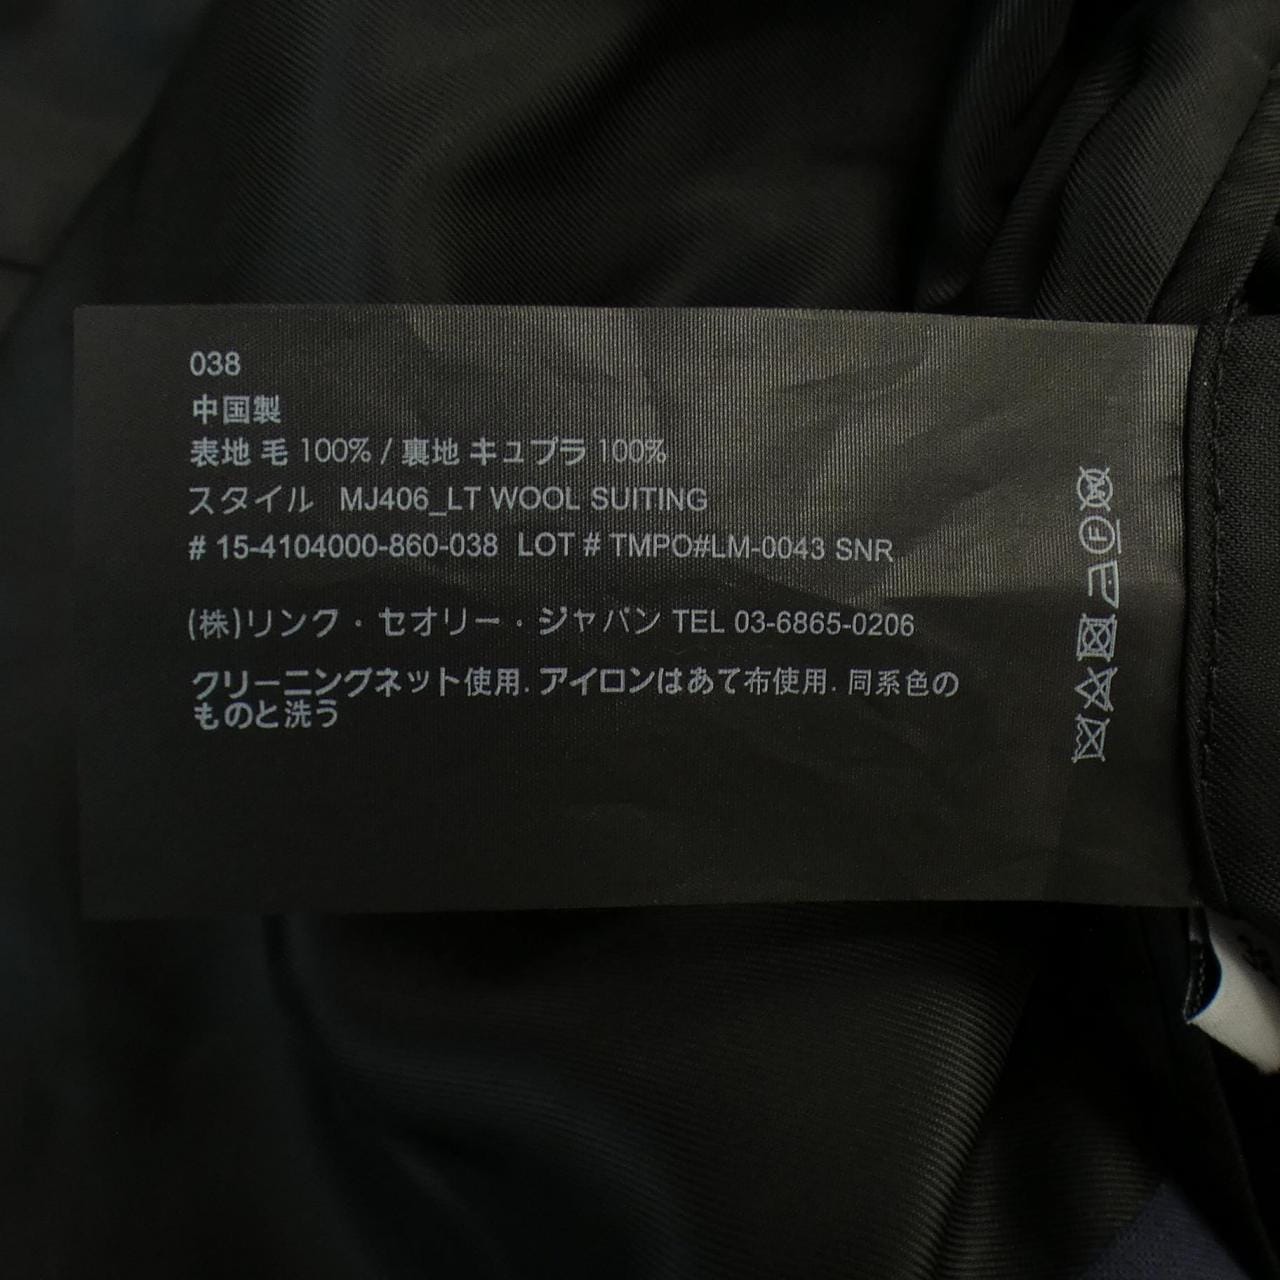 038
中国製
表地 毛 100% / 裏地 キュプラ 100%
スタイル MJ406_LT WOOL SUITING
# 15-4104000-860-038 LOT # TMPO#LM-0043 SNR
(株)リンク・セオリー・ジャパン TEL 03-6865-0206
クリーニングネット使用. アイロンはあて布使用. 同系色の
ものと洗う